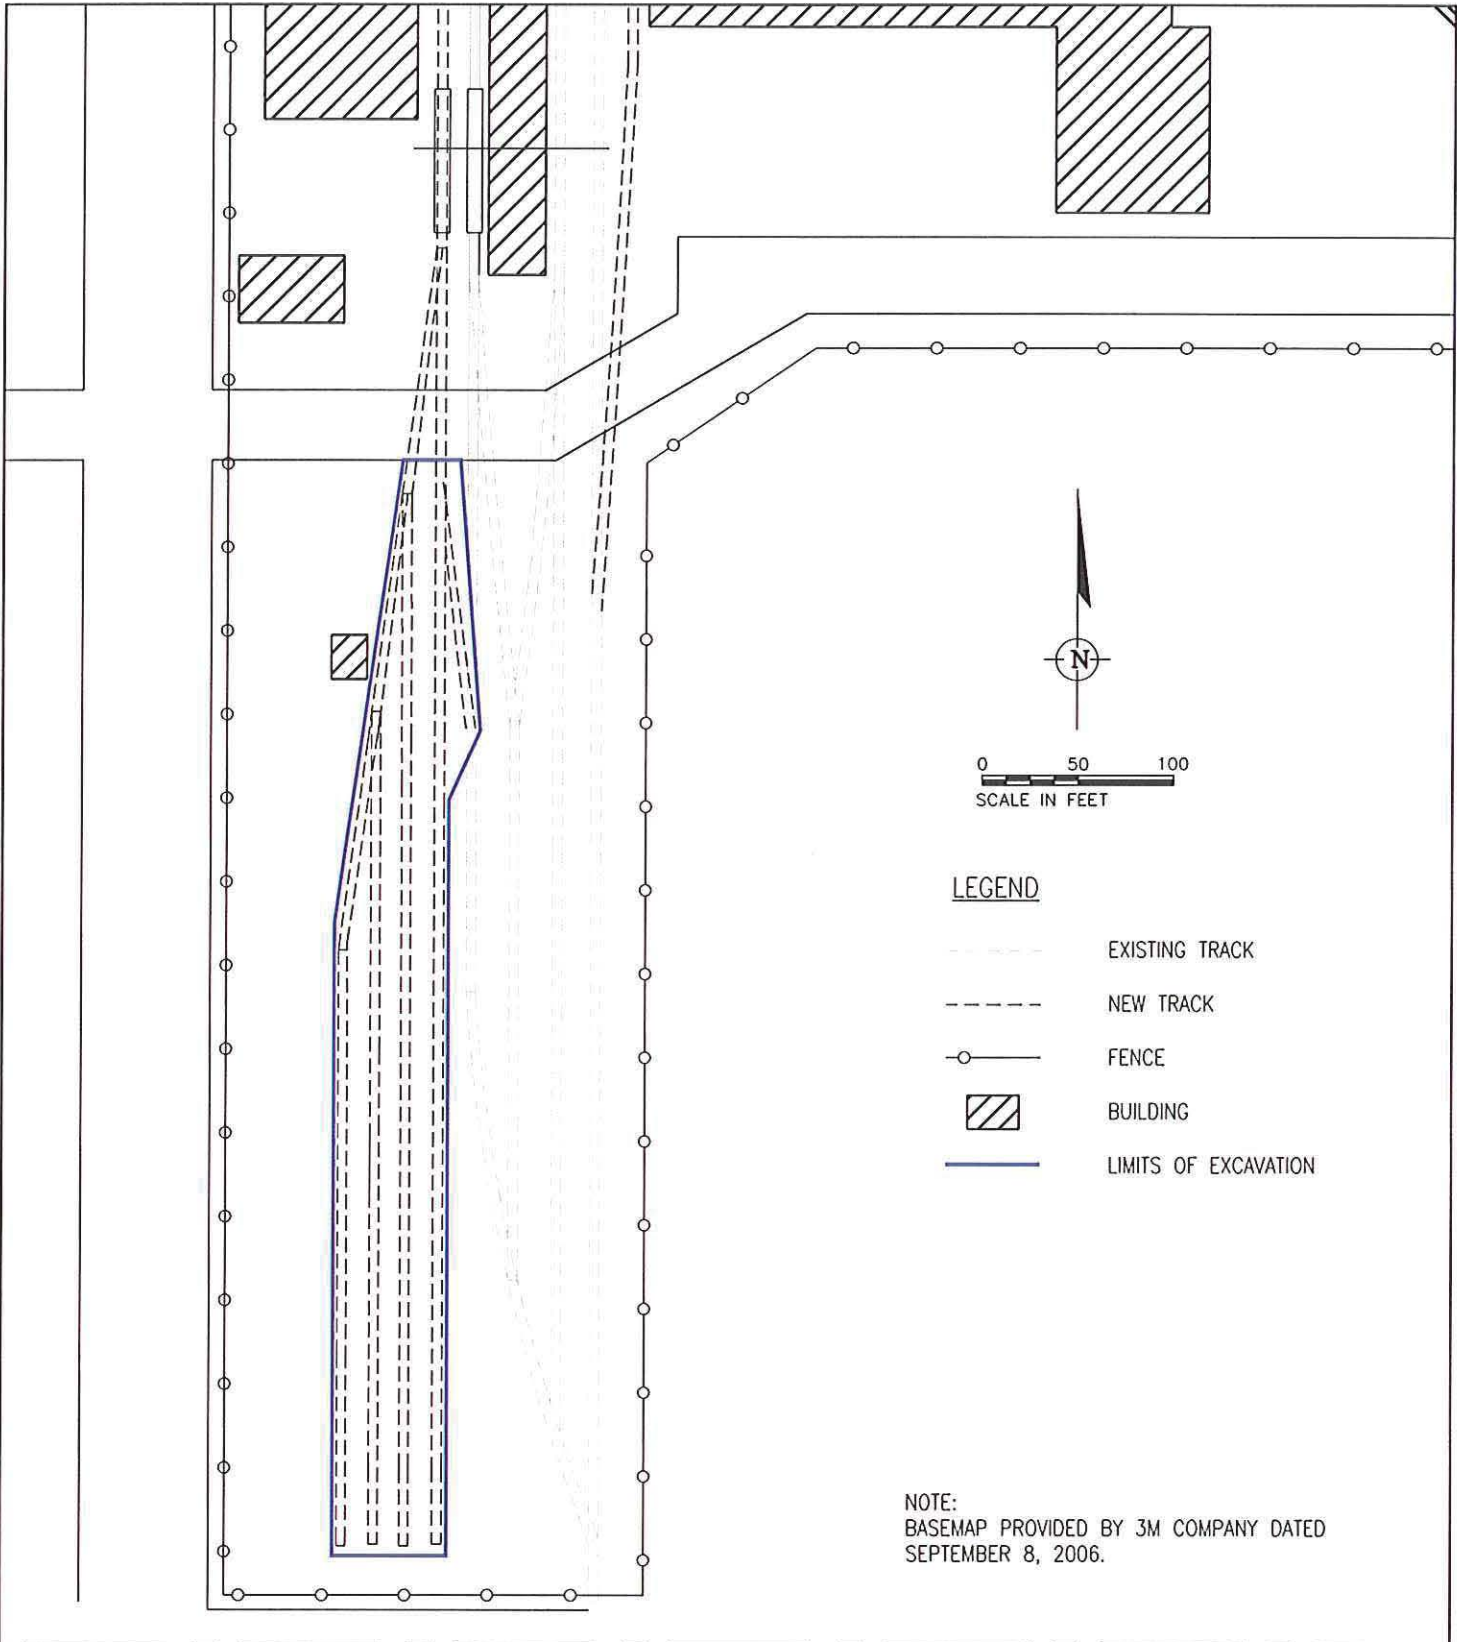 N
0 50 100
SCALE IN FEET
LEGEND
EXISTING TRACK
NEW TRACK
FENCE
BUILDING
LIMITS OF EXCAVATION
NOTE:
BASEMAP PROVIDED BY 3M COMPANY DATED
SEPTEMBER 8, 2006.